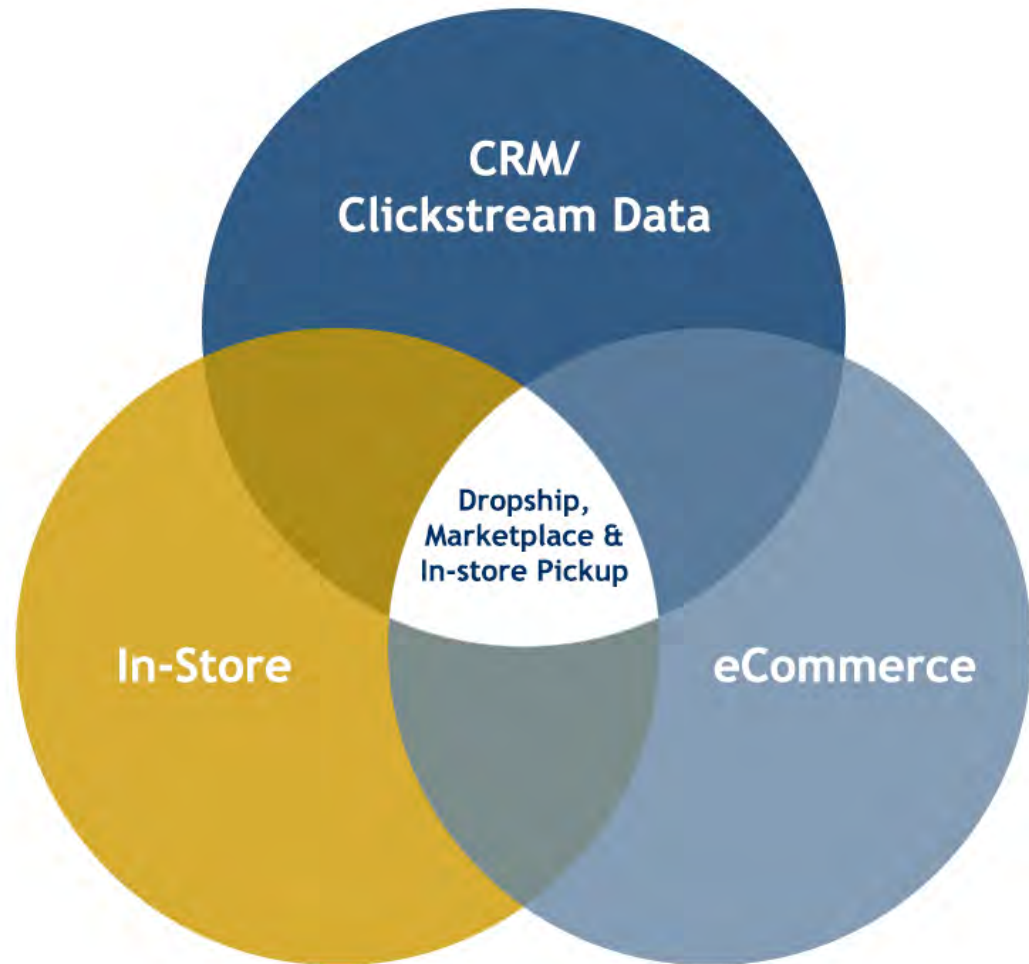 CRM/
Clickstream Data
Dropship,
Marketplace &
In-store Pickup
In-Store
eCommerce